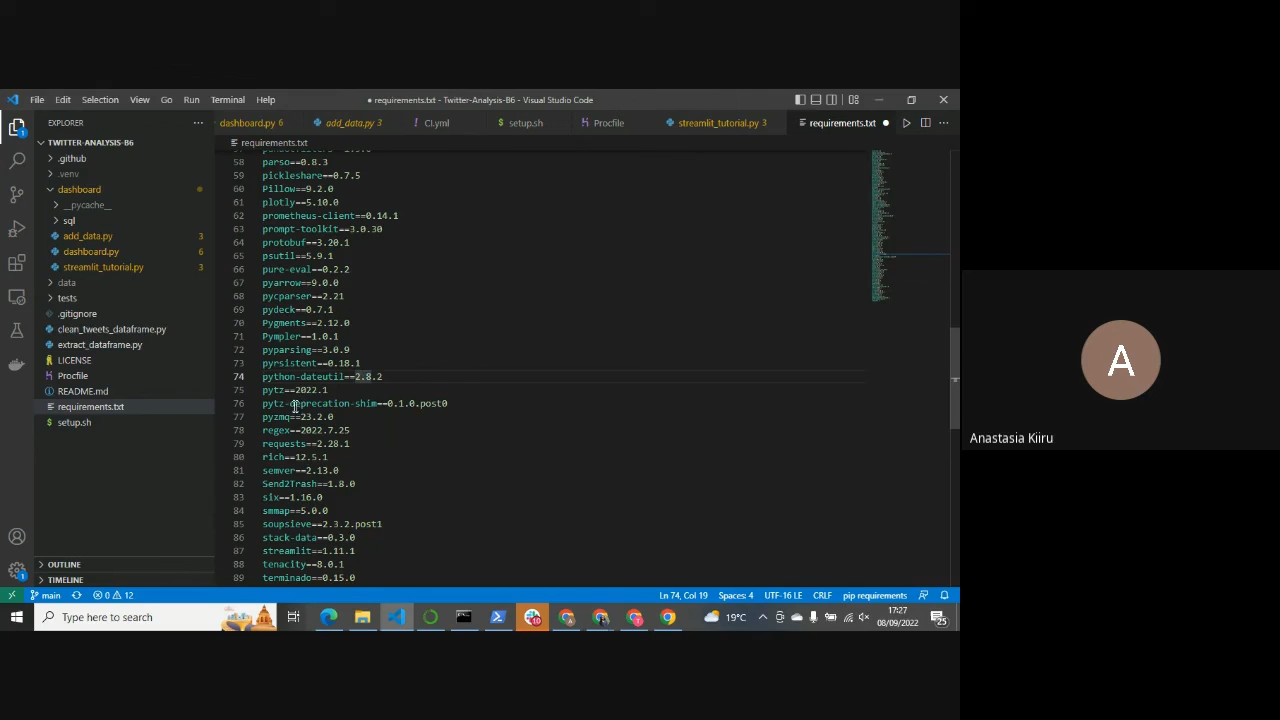 File Edit Selection View Go Run Terminal Help
● requirements.txt - Twitter-Analysis-B6 - Visual Studio Code
EXPLORER
dashboard.py 6
add_data.py 3
CI.yml
setup.sh
Procfile
streamlit_tutorial.py 3
requirements.txt
TWITTER-ANALYSIS-B6
.github
.venv
dashboard
__pycache__
sql
add_data.py 3
dashboard.py 6
streamlit_tutorial.py 3
data
tests
.gitignore
clean_tweets_dataframe.py
extract_dataframe.py
LICENSE
Procfile
README.md
requirements.txt
setup.sh
OUTLINE
TIMELINE
requirements.txt
58 parso==0.8.3
59 pickleshare==0.7.5
60 Pillow==9.2.0
61 plotly==5.10.0
62 prometheus-client==0.14.1
63 prompt-toolkit==3.0.30
64 protobuf==3.20.1
65 psutil==5.9.1
66 pure-eval==0.2.2
67 pyarrow==9.0.0
68 pycparser==2.21
69 pydeck==0.7.1
70 Pygments==2.12.0
71 Pympler==1.0.1
72 pyparsing==3.0.9
73 pyrsistent==0.18.1
74 python-dateutil==2.8.2
75 pytz==2022.1
76 pytz-deprecation-shim==0.1.0.post0
77 pyzmq==23.2.0
78 regex==2022.7.25
79 requests==2.28.1
80 rich==12.5.1
81 semver==2.13.0
82 Send2Trash==1.8.0
83 six==1.16.0
84 smmap==5.0.0
85 soupsieve==2.3.2.post1
86 stack-data==0.3.0
87 streamlit==1.11.1
88 tenacity==8.0.1
89 terminado==0.15.0
main 0 12
Ln 74, Col 19 Spaces: 4 UTF-16 LE CRLF pip requirements
Type here to search
10
19°C
17:27
08/09/2022
25
A
Anastasia Kiiru